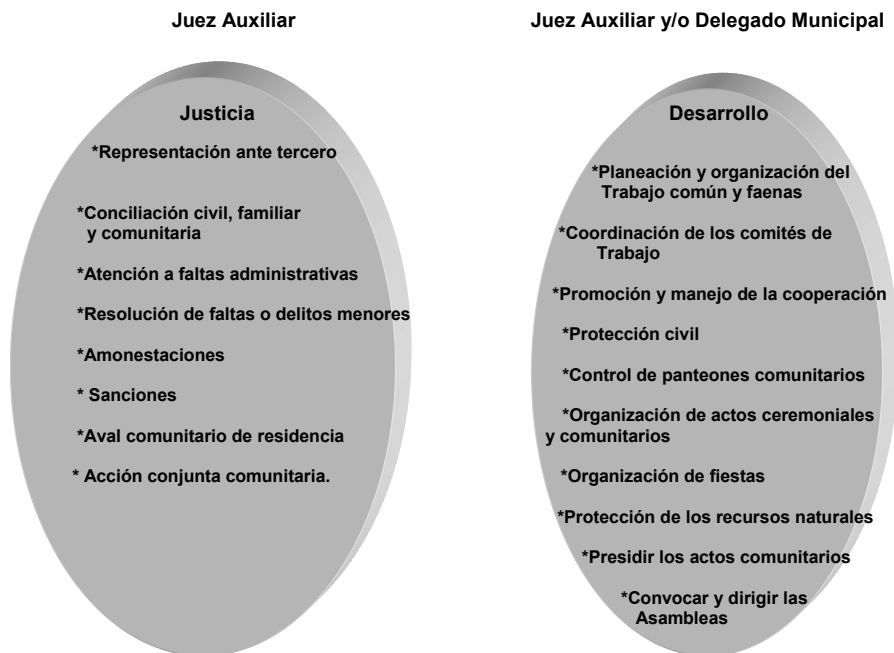 Juez Auxiliar
Justicia
*Representación ante tercero
*Conciliación civil, familiar
y comunitaria
*Atención a faltas administrativas
*Resolución de faltas o delitos menores
*Amonestaciones
* Sanciones
*Aval comunitario de residencia
* Acción conjunta comunitaria.
Juez Auxiliar y/o Delegado Municipal
Desarrollo
*Planeación y organización del
Trabajo común y faenas
*Coordinación de los comités de
Trabajo
*Promoción y manejo de la cooperación
*Protección civil
*Control de panteones comunitarios
*Organización de actos ceremoniales
y comunitarios
*Organización de fiestas
*Protección de los recursos naturales
*Presidir los actos comunitarios
*Convocar y dirigir las
Asambleas